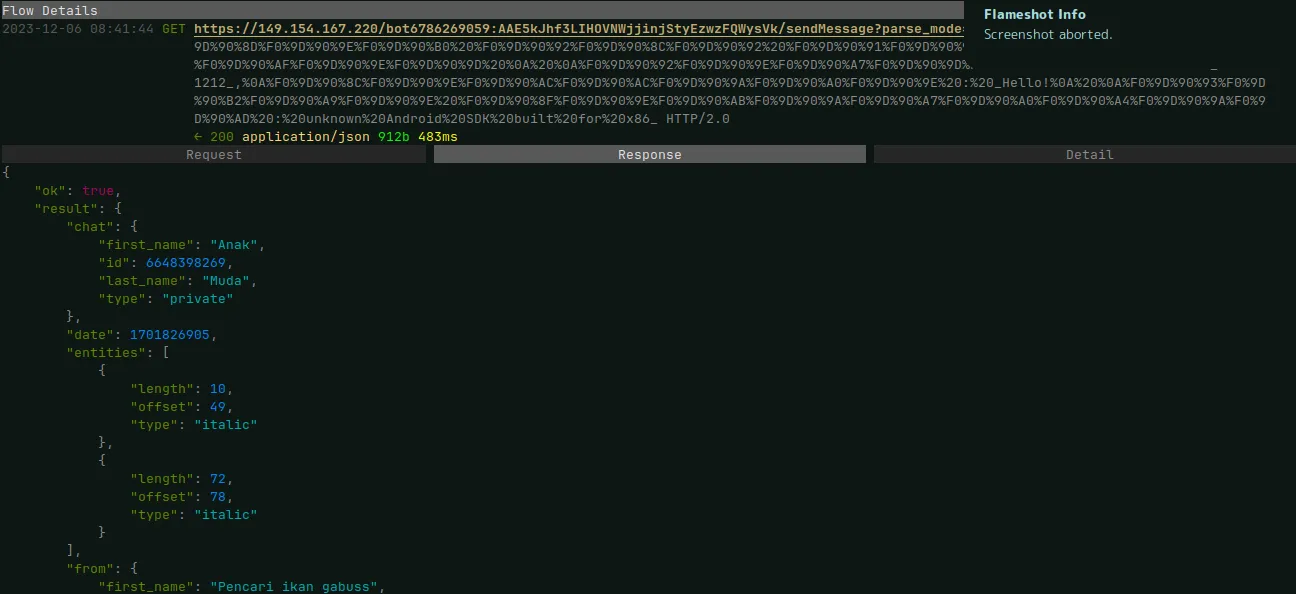 Flow Details
2023-12-06 08:41:44 GET https://149.154.167.220/bot6786269059:AAE5kJhf3LIHOVNWjjinjStyEzwzFQWysVk/sendMessage?parse_mode=
9D%90%8D%F0%9D%90%9E%F0%9D%90%B0%20%F0%9D%90%92%F0%9D%90%8C%F0%9D%90%92%20%F0%9D%90%91%F0%9D%90%9
%F0%9D%90%AF%F0%9D%90%9E%F0%9D%90%9D%20%0A%20%0A%F0%9D%90%92%F0%9D%90%9E%F0%9D%90%A7%F0%9D%90%9D%
1212_,%0A%F0%9D%90%8C%F0%9D%90%9E%F0%9D%90%AC%F0%9D%90%AC%F0%9D%90%9A%F0%9D%90%A0%F0%9D%90%9E%20:%20_Hello!%0A%20%0A%F0%9D%90%93%F0%9D
%90%B2%F0%9D%90%A9%F0%9D%90%9E%20%F0%9D%90%8F%F0%9D%90%9E%F0%9D%90%AB%F0%9D%90%9A%F0%9D%90%A7%F0%9D%90%A0%F0%9D%90%A4%F0%9D%90%9A%F0%9
D%90%AD%20:%20unknown%20Android%20SDK%20built%20for%20x86_ HTTP/2.0
← 200 application/json 912b 483ms
Flameshot Info
Screenshot aborted.
Request Response Detail
{
"ok": true,
"result": {
"chat": {
"first_name": "Anak",
"id": 6648398269,
"last_name": "Muda",
"type": "private"
},
"date": 1701826905,
"entities": [
{
"length": 10,
"offset": 49,
"type": "italic"
},
{
"length": 72,
"offset": 78,
"type": "italic"
}
],
"from": {
"first_name": "Pencari ikan gabuss",